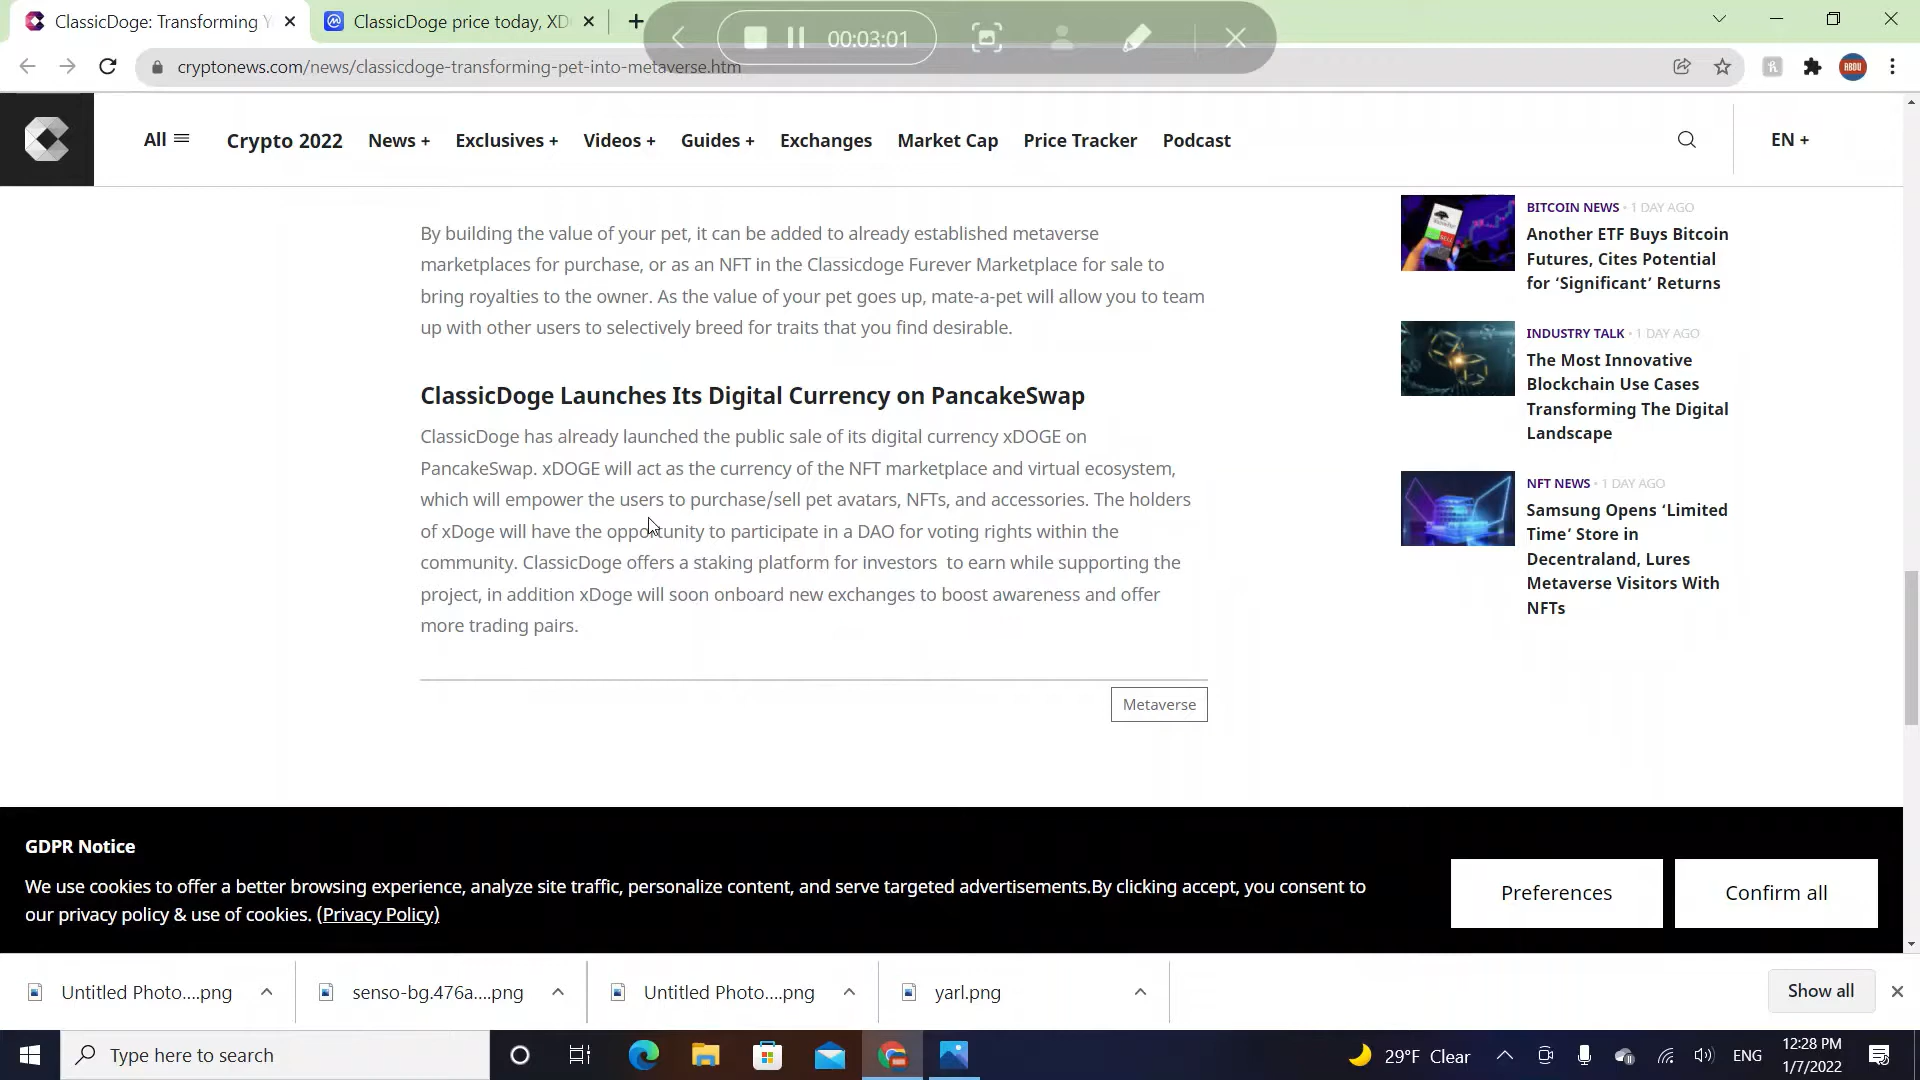 ClassicDoge: Transforming Y
ClassicDoge price today, XD
00:03:01
cryptonews.com/news/classicdoge-transforming-pet-into-metaverse.htm
ABDU
All
Crypto 2022
News +
Exclusives +
Videos +
Guides +
Exchanges
Market Cap
Price Tracker
Podcast
EN +
By building the value of your pet, it can be added to already established metaverse
marketplaces for purchase, or as an NFT in the Classicdoge Furever Marketplace for sale to
bring royalties to the owner. As the value of your pet goes up, mate-a-pet will allow you to team
up with other users to selectively breed for traits that you find desirable.
ClassicDoge Launches Its Digital Currency on PancakeSwap
ClassicDoge has already launched the public sale of its digital currency xDOGE on
PancakeSwap. xDOGE will act as the currency of the NFT marketplace and virtual ecosystem,
which will empower the users to purchase/sell pet avatars, NFTs, and accessories. The holders
of xDoge will have the opportunity to participate in a DAO for voting rights within the
community. ClassicDoge offers a staking platform for investors  to earn while supporting the
project, in addition xDoge will soon onboard new exchanges to boost awareness and offer
more trading pairs.
Metaverse
BITCOIN NEWS • 1 DAY AGO
Another ETF Buys Bitcoin
Futures, Cites Potential
for ‘Significant’ Returns
INDUSTRY TALK • 1 DAY AGO
The Most Innovative
Blockchain Use Cases
Transforming The Digital
Landscape
NFT NEWS • 1 DAY AGO
Samsung Opens ‘Limited
Time’ Store in
Decentraland, Lures
Metaverse Visitors With
NFTs
GDPR Notice
We use cookies to offer a better browsing experience, analyze site traffic, personalize content, and serve targeted advertisements.By clicking accept, you consent to
our privacy policy & use of cookies. (Privacy Policy)
Preferences
Confirm all
Untitled Photo....png
senso-bg.476a....png
Untitled Photo....png
yarl.png
Show all
Type here to search
29°F Clear
ENG
12:28 PM
1/7/2022